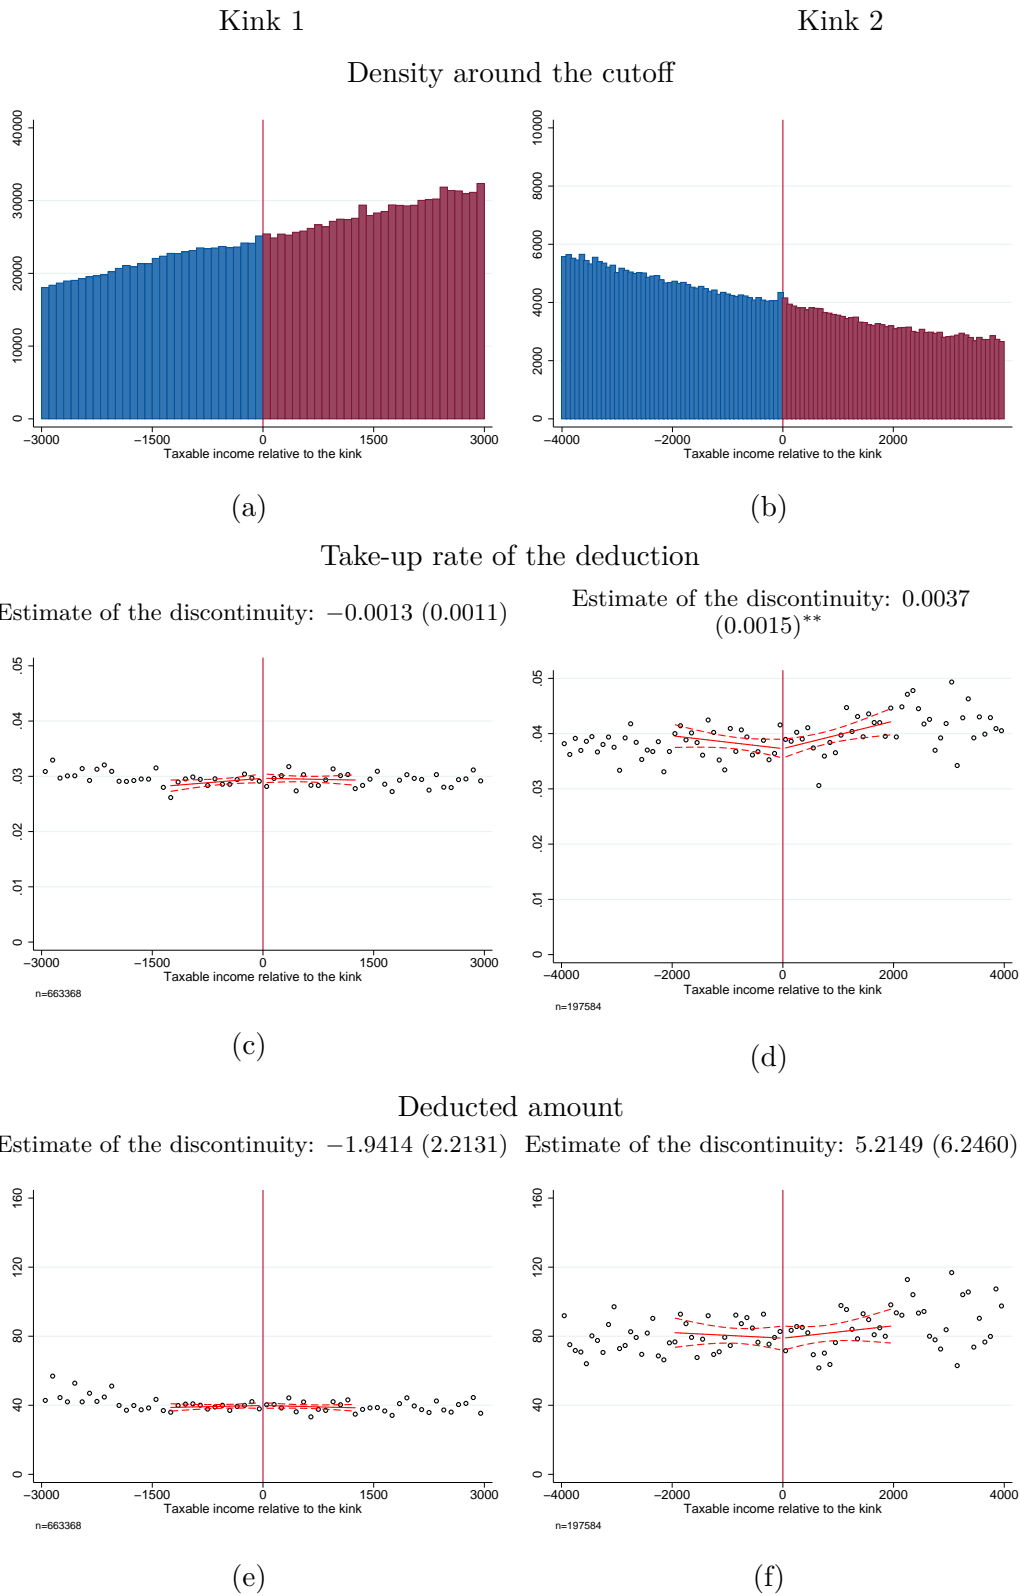 Kink 1
Kink 2
Density around the cutoff
0 10000 20000 30000 40000
−3000 −1500 0 1500 3000
Taxable income relative to the kink
0 2000 4000 6000 8000 10000
−4000 −2000 0 2000 4000
Taxable income relative to the kink
(a)
(b)
Take-up rate of the deduction
Estimate of the discontinuity: −0.0013 (0.0011)
Estimate of the discontinuity: 0.0037
(0.0015)**
0 .01 .02 .03 .04 .05
−3000 −1500 0 1500 3000
Taxable income relative to the kink
n=663368
0 .01 .02 .03 .04 .05
−4000 −2000 0 2000 4000
Taxable income relative to the kink
n=197584
(c)
(d)
Deducted amount
Estimate of the discontinuity: −1.9414 (2.2131)
Estimate of the discontinuity: 5.2149 (6.2460)
0 40 80 120 160
−3000 −1500 0 1500 3000
Taxable income relative to the kink
n=663368
0 40 80 120 160
−4000 −2000 0 2000 4000
Taxable income relative to the kink
n=197584
(e)
(f)